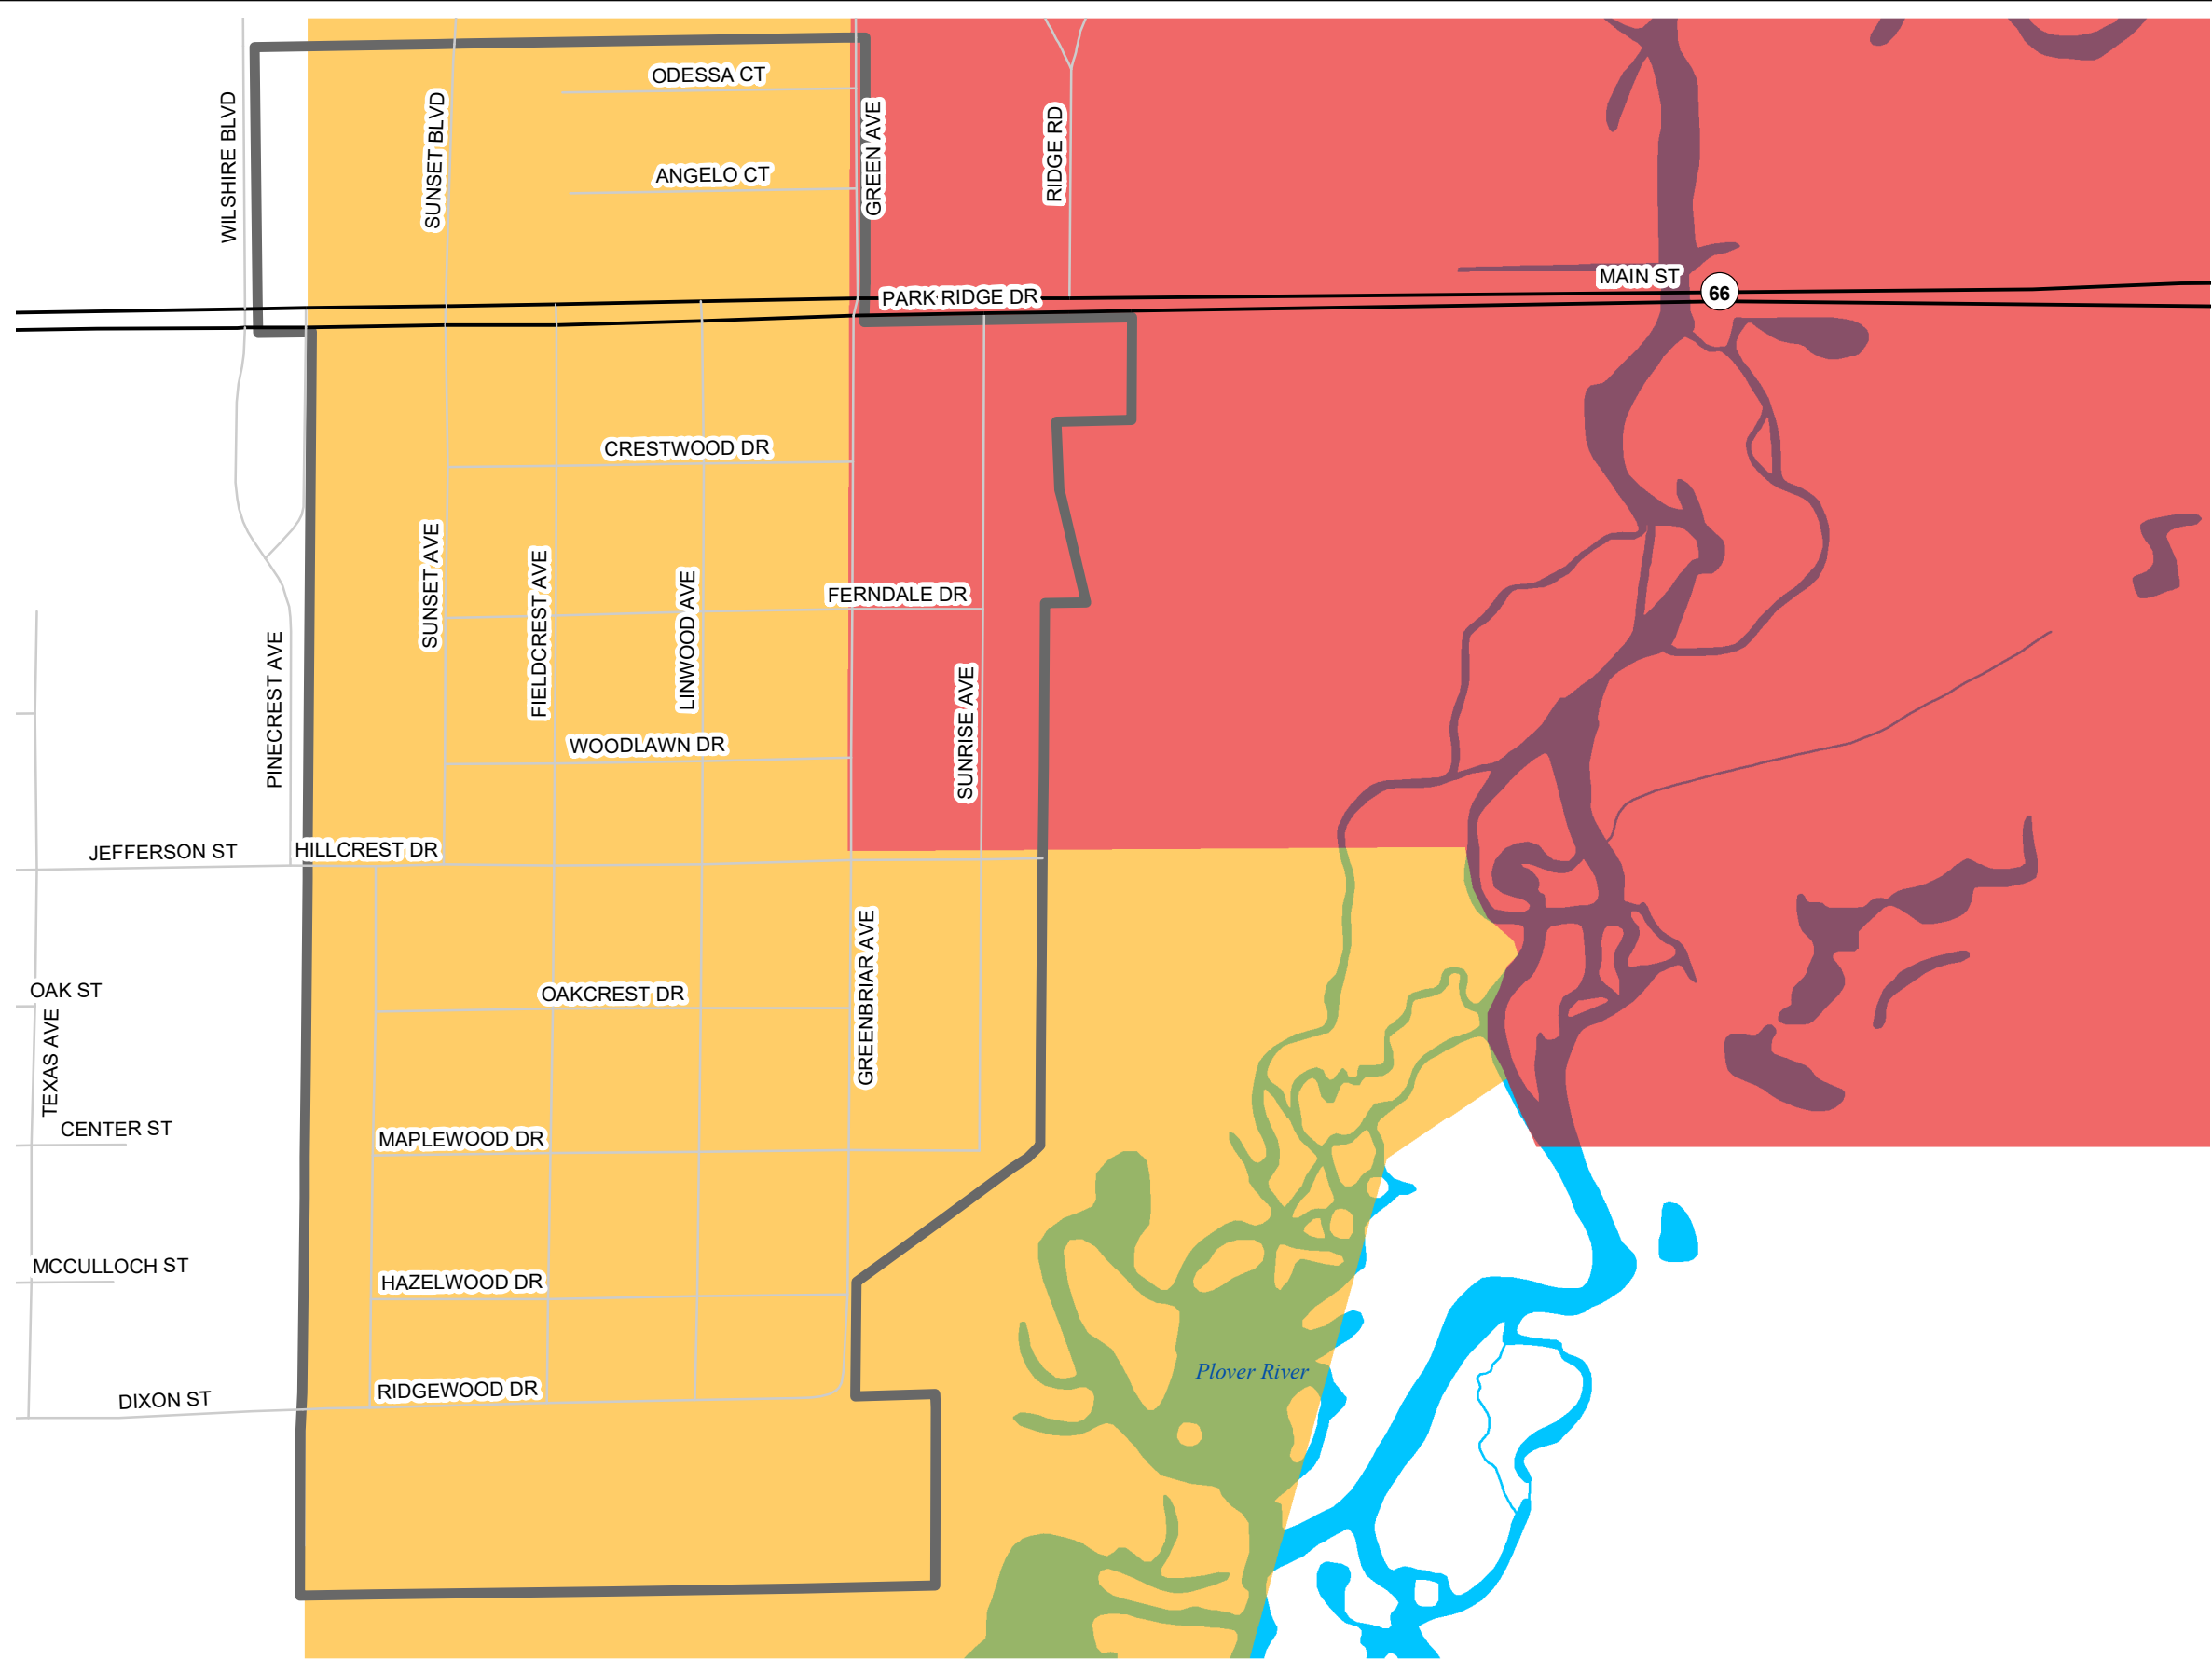 ODESSA CT
WILSHIRE BLVD
SUNSET BLVD
GREEN AVE
RIDGE RD
ANGELO CT
MAIN ST
66
PARK RIDGE DR
CRESTWOOD DR
SUNSET AVE
FIELDCREST AVE
LINWOOD AVE
FERNDALE DR
PINECREST AVE
SUNRISE AVE
WOODLAWN DR
JEFFERSON ST
HILLCREST DR
OAK ST
OAKCREST DR
GREENBRIAR AVE
TEXAS AVE
CENTER ST
MAPLEWOOD DR
MCCULLOCH ST
HAZELWOOD DR
Plover River
DIXON ST
RIDGEWOOD DR